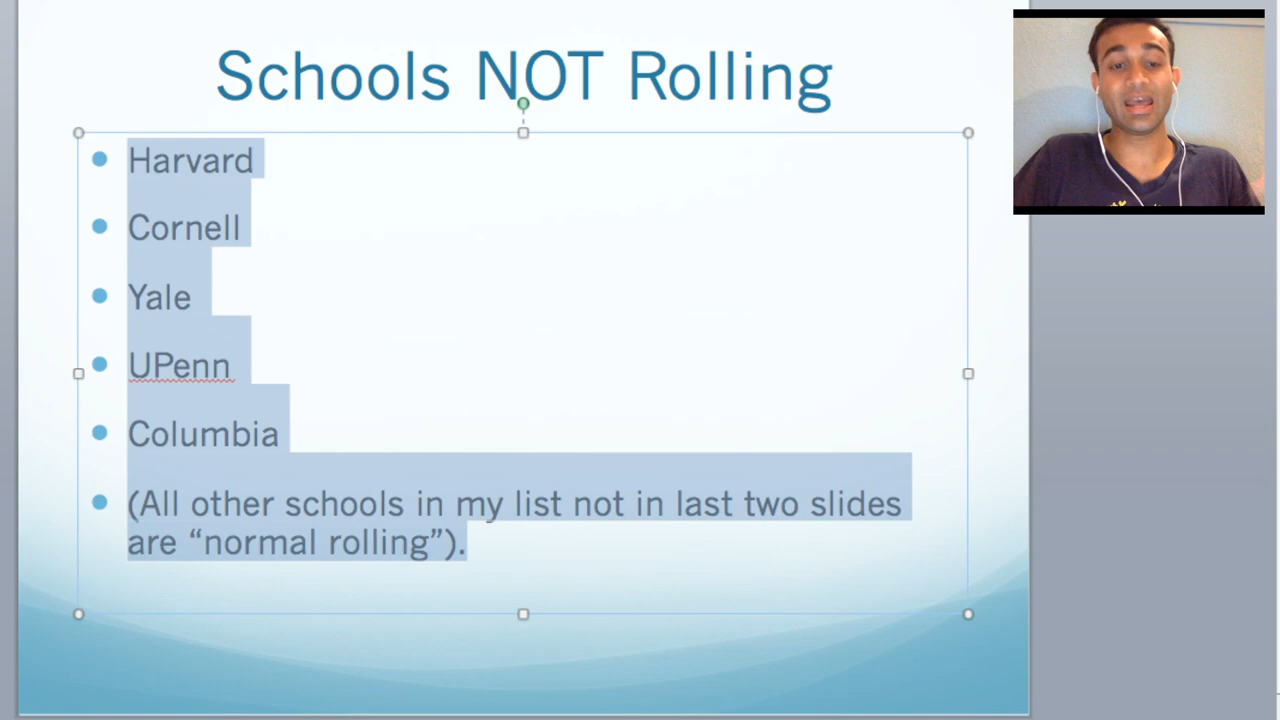 Schools NOT Rolling
Harvard
Cornell
Yale
UPenn
Columbia
(All other schools in my list not in last two slides
are “normal rolling”).